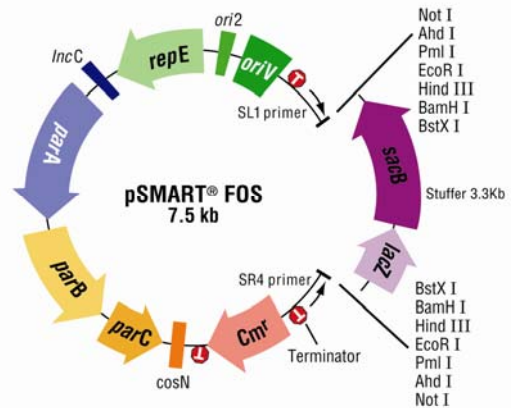 ori2
IncC
repE
oriV
T
SL1 primer
Not I
Ahd I
Pml I
EcoR I
Hind III
BamH I
BstX I
parA
sacB
pSMART® FOS
7.5 kb
Stuffer 3.3Kb
lacZ
parB
SR4 primer
parC
Cmr
T
T
cosN
Terminator
BstX I
BamH I
Hind III
EcoR I
Pml I
Ahd I
Not I